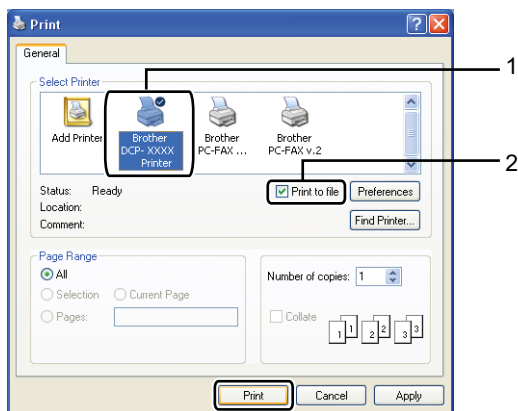 Print
General
1
Select Printer
Add Printer
Brother
DCP- XXXX
Printer
Brother
PC-FAX ...
Brother
PC-FAX v.2
2
Status: Ready
Print to file
Preferences
Location:
Comment:
Find Printer...
Page Range
All
Selection
Current Page
Pages:
Number of copies: 1
Collate
1 1 2 2 3 3
Print
Cancel
Apply